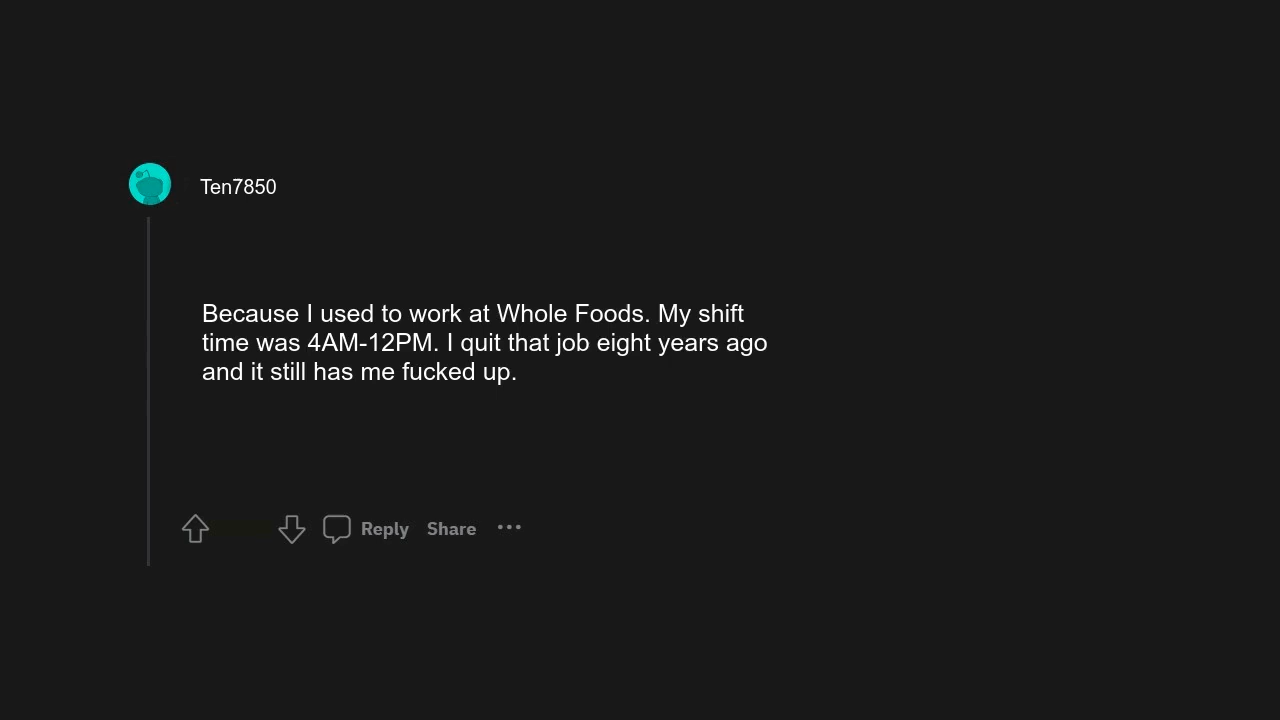 Ten7850
Because I used to work at Whole Foods. My shift
time was 4AM-12PM. I quit that job eight years ago
and it still has me fucked up.
Reply Share